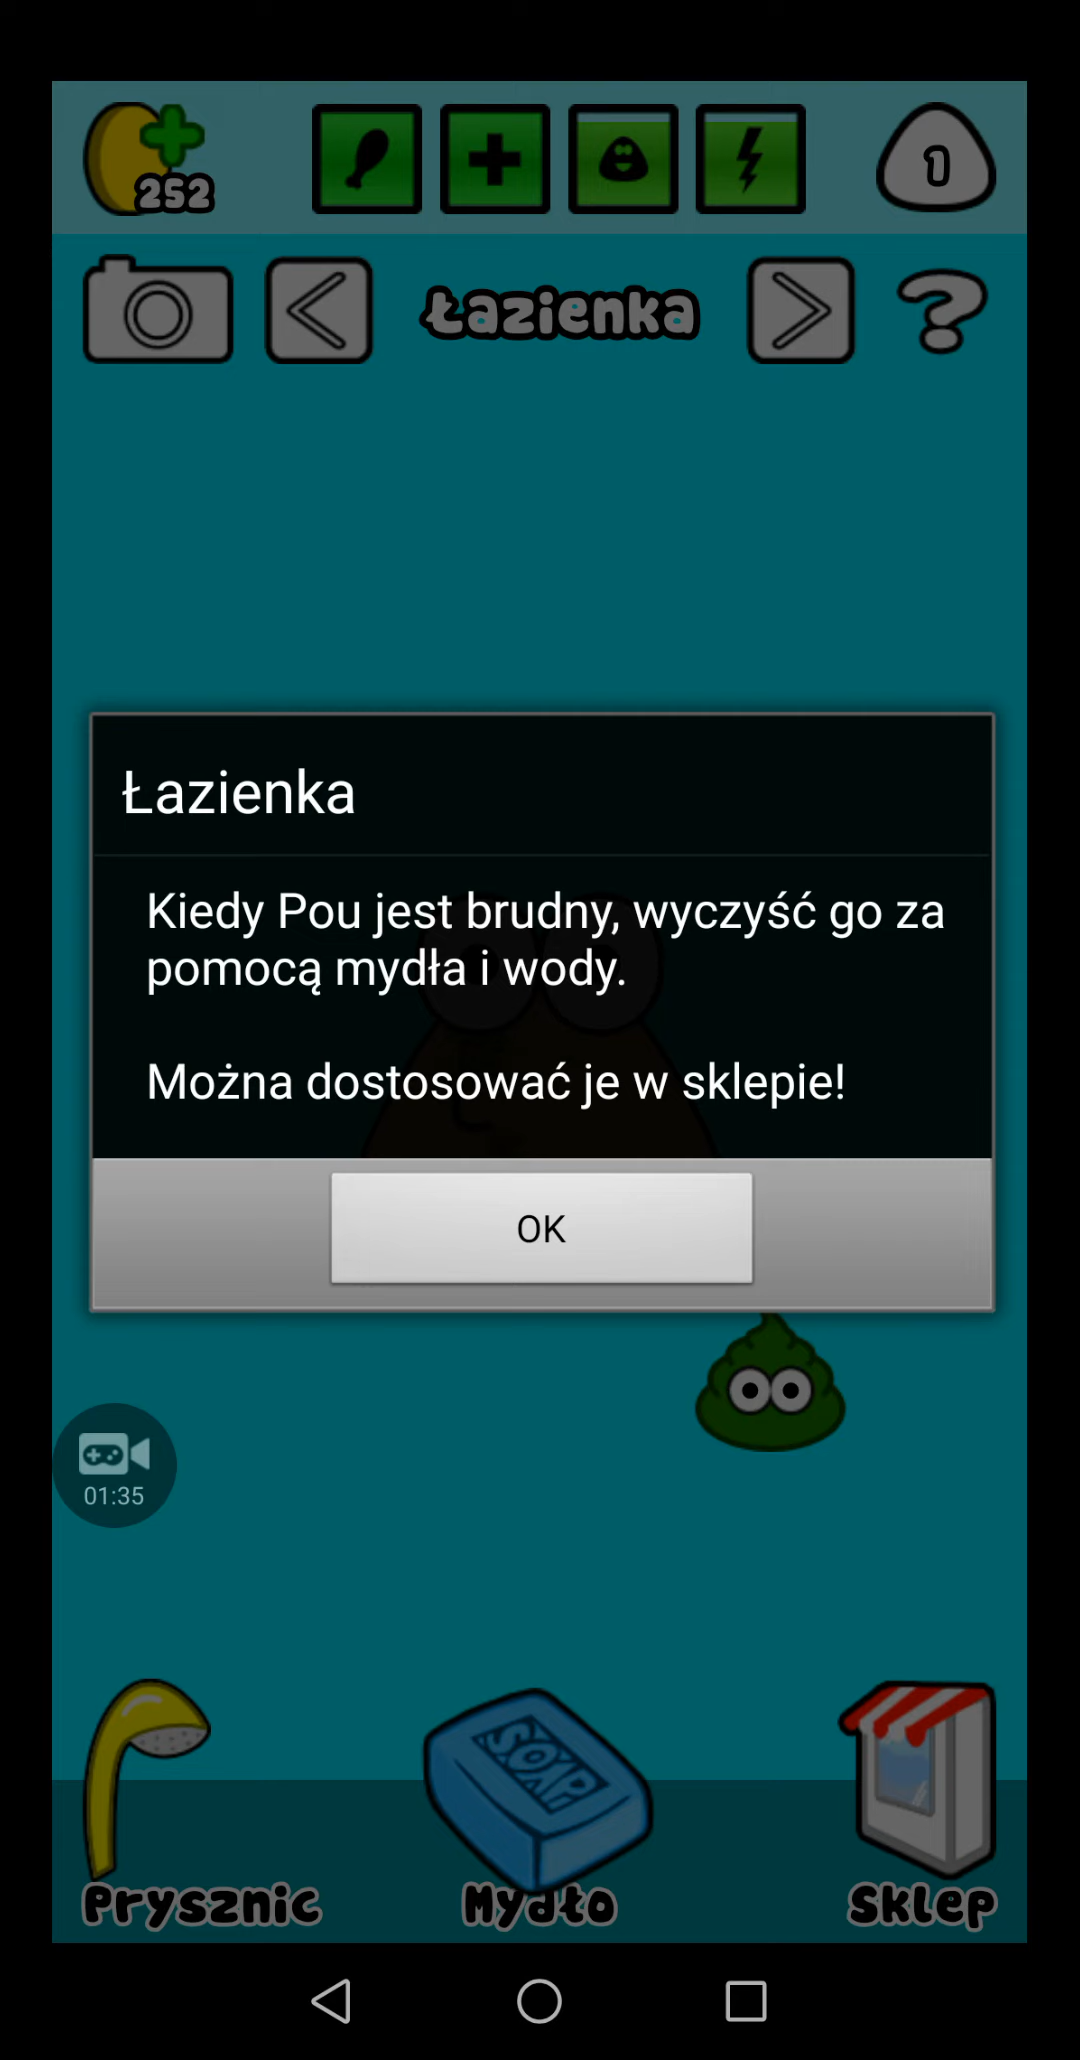 252
1
Łazienka
Łazienka
Kiedy Pou jest brudny, wyczyść go za
pomocą mydła i wody.
Można dostosować je w sklepie!
OK
01:35
SOAP
Prysznic
Mydło
Sklep